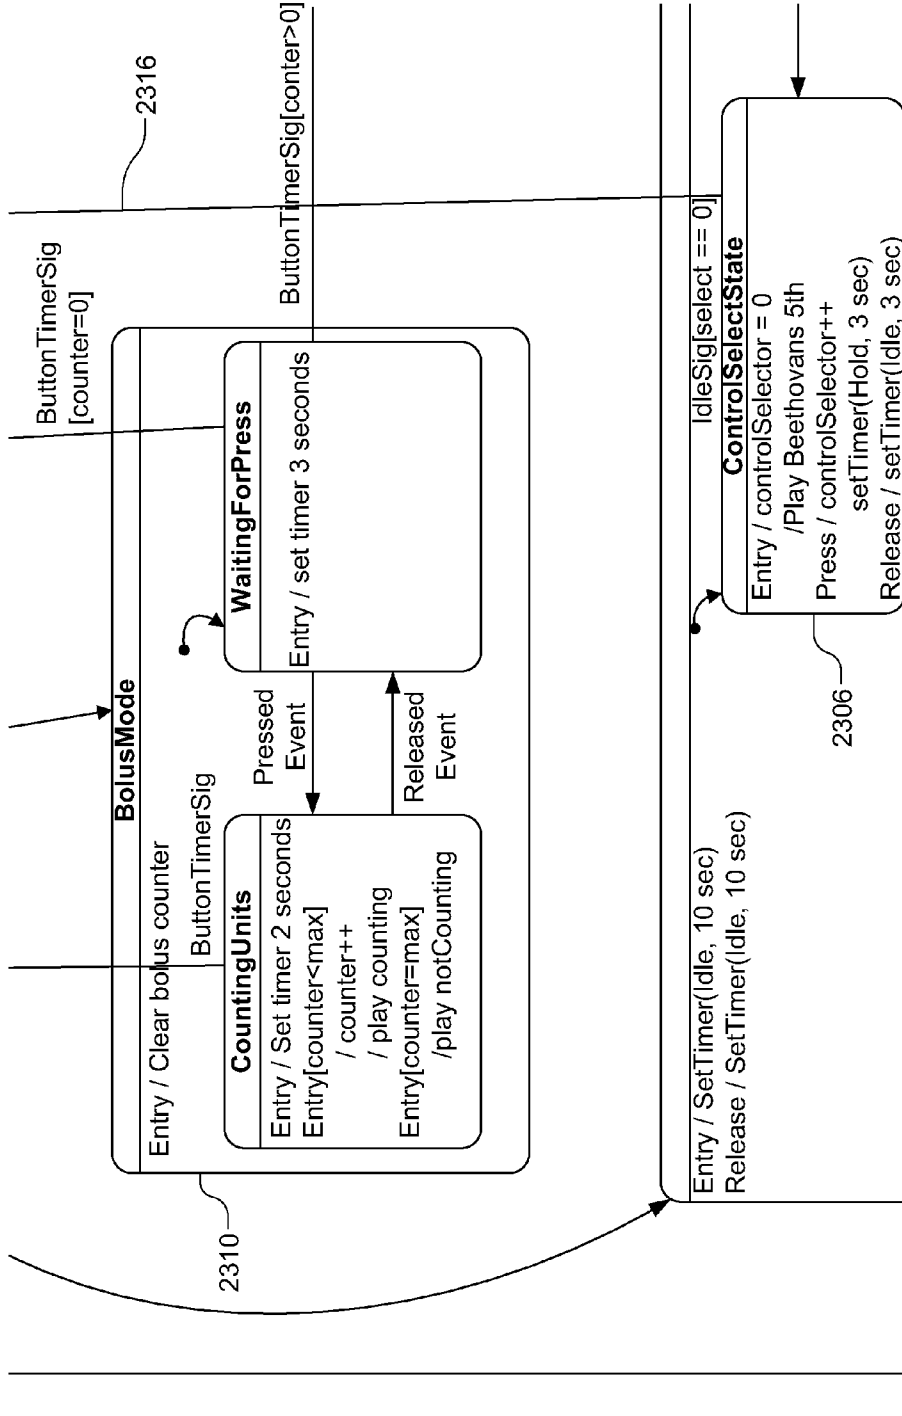 2316
ButtonTimerSig
[counter=0]
ButtonTimerSig[conter>0]
BolusMode
Entry / Clear bolus counter
ButtonTimerSig
CountingUnits
Entry / Set timer 2 seconds
Entry[counter<max]
/ counter++
/ play counting
Entry[counter=max]
/play notCounting
Pressed
Event
Released
Event
WaitingForPress
Entry / set timer 3 seconds
2310
Entry / SetTimer(Idle, 10 sec)
Release / SetTimer(Idle, 10 sec)
IdleSig[select == 0]
ControlSelectState
Entry / controlSelector = 0
/Play Beethovans 5th
Press / controlSelector++
setTimer(Hold, 3 sec)
Release / setTimer(Idle, 3 sec)
2306